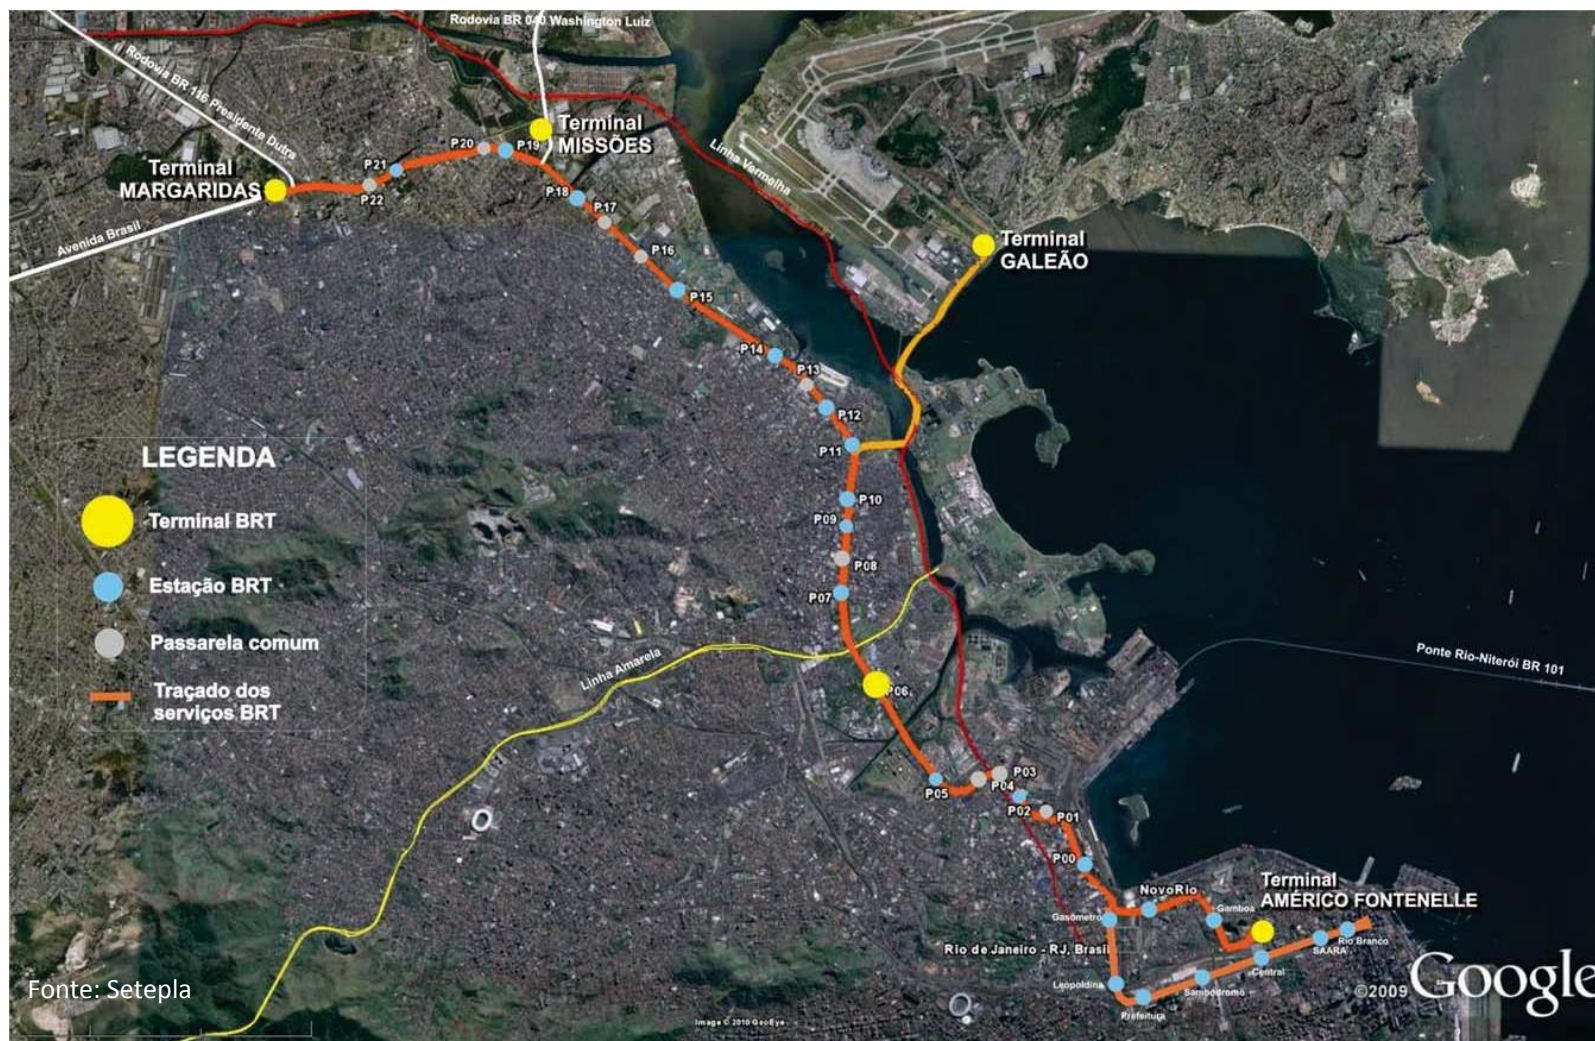 Rodovia BR 040 Washington Luiz
Rodovia BR 116 Presidente Dutra
Terminal
MISSÕES
P20
P19
P21
Terminal
MARGARIDAS
P22
P18
P17
Linha Vermelha
Avenida Brasil
P16
Terminal
GALEÃO
P15
P14
P13
P12
P11
LEGENDA
Terminal BRT
Estação BRT
Passarela comum
Traçado dos
serviços BRT
P10
P09
P08
P07
Linha Amarela
P06
Ponte Rio-Niterói BR 101
P03
P04
P05
P02
P01
P00
NovoRio
Terminal
AMÉRICO FONTENELLE
Gasômetro
Gamboa
Rio de Janeiro - RJ, Brasil
SAARA
Rio Branco
Central
Leopoldina
Sambodromo
Prefeitura
Fonte: Setepla
©2009 Google
Image © 2010 GeoEye